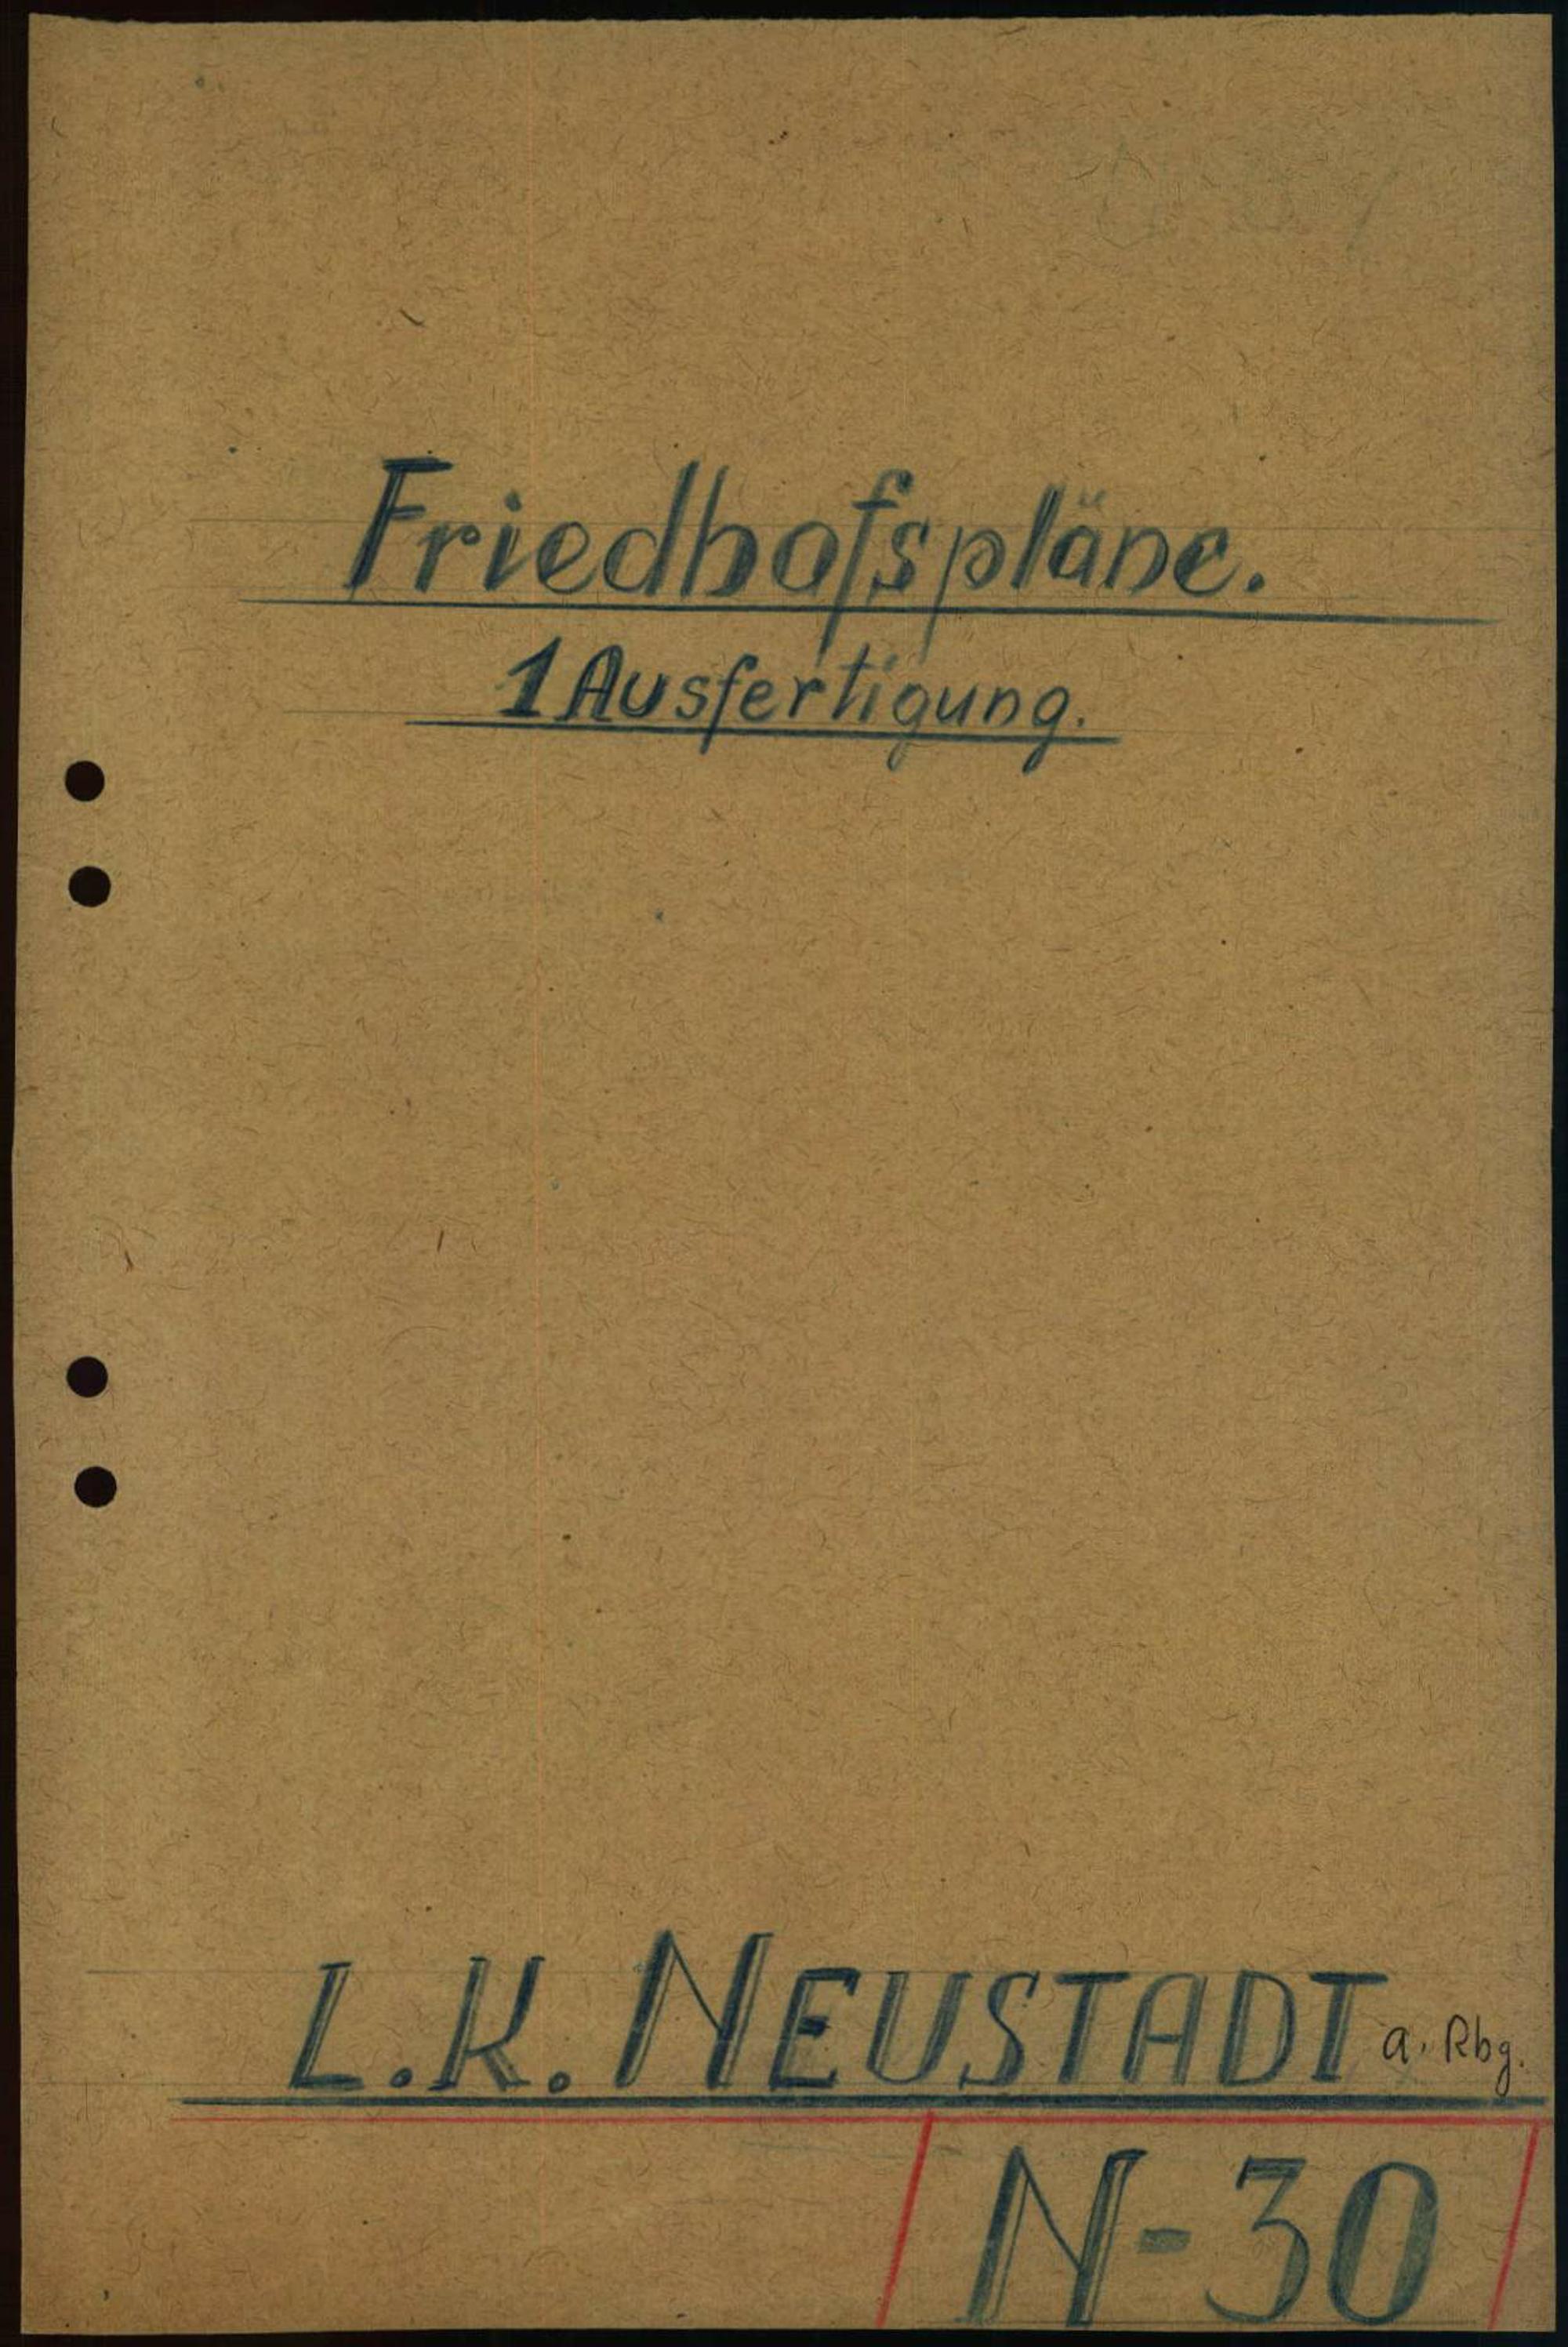 Friedhofspläne.
1 Ausfertigung.
L.K. NEUSTADT a. Rbg.
N-30